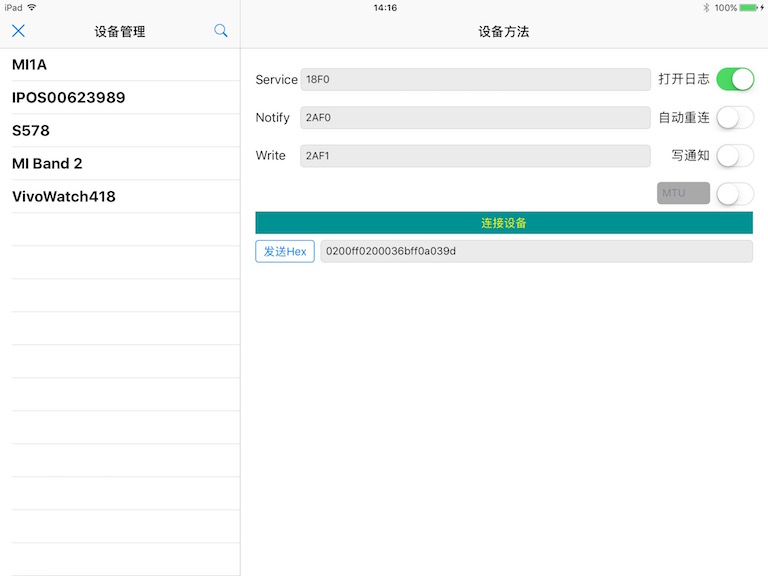 iPad 14:16 100%
设备管理
MI1A
IPOS00623989
S578
MI Band 2
VivoWatch418
设备方法
Service 18F0 打开日志
Notify 2AF0 自动重连
Write 2AF1 写通知
MTU
连接设备
发送Hex 0200ff0200036bff0a039d